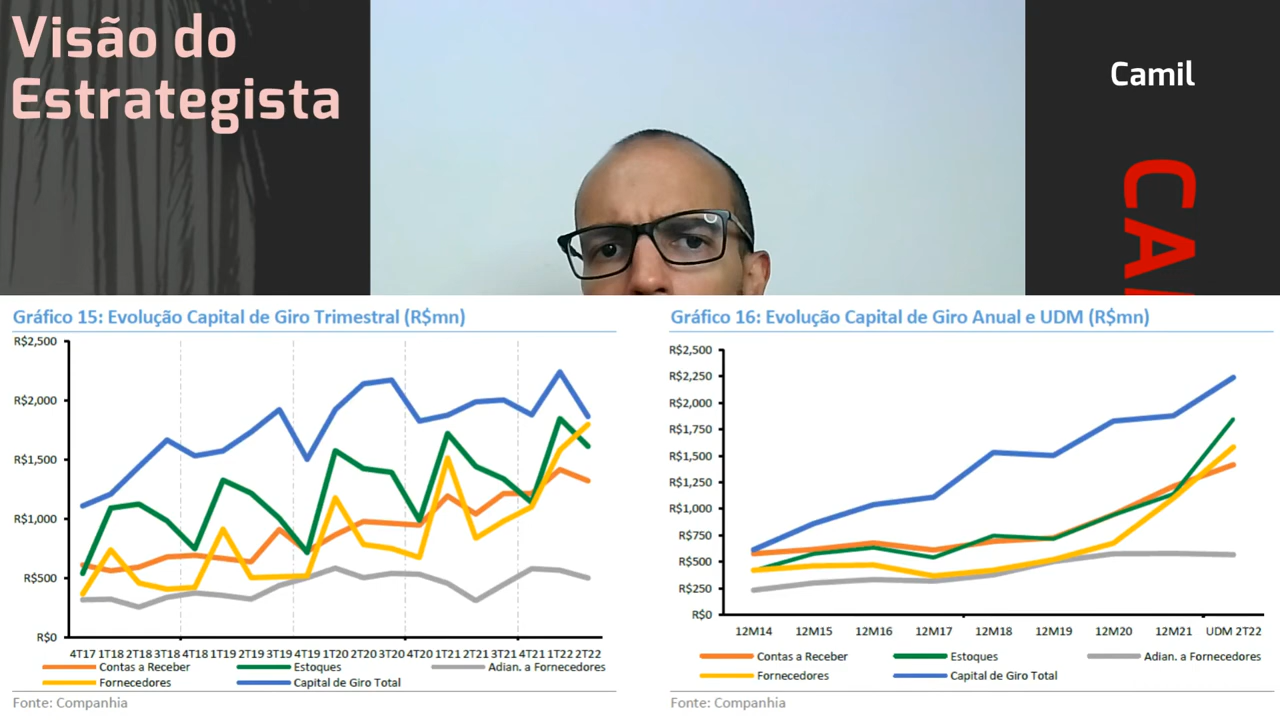 Visão do
Estrategista
Camil
CA
Gráfico 15: Evolução Capital de Giro Trimestral (R$mn)
R$2,500
R$2,000
R$1,500
R$1,000
R$500
R$0
4T17 1T18 2T18 3T18 4T18 1T19 2T19 3T19 4T19 1T20 2T20 3T20 4T20 1T21 2T21 3T21 4T21 1T22 2T22
Contas a Receber Estoques Adian. a Fornecedores
Fornecedores Capital de Giro Total
Fonte: Companhia
Gráfico 16: Evolução Capital de Giro Anual e UDM (R$mn)
R$2,500
R$2,250
R$2,000
R$1,750
R$1,500
R$1,250
R$1,000
R$750
R$500
R$250
R$0
12M14 12M15 12M16 12M17 12M18 12M19 12M20 12M21 UDM 2T22
Contas a Receber Estoques Adian. a Fornecedores
Fornecedores Capital de Giro Total
Fonte: Companhia